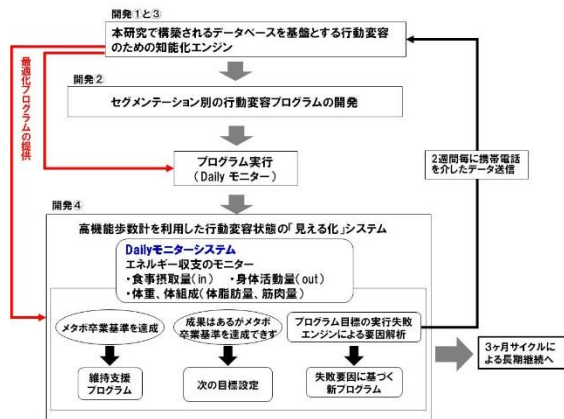 開発①と③
本研究で構築されるデータベースを基盤とする行動変容
のための知能化エンジン
最適化プログラムの提供
開発②
セグメンテーション別の行動変容プログラムの開発
プログラム実行
(Daily モニター)
2週間毎に携帯電話
を介したデータ送信
開発④
高機能歩数計を利用した行動変容状態の「見える化」システム
Dailyモニターシステム
エネルギー収支のモニター
・食事摂取量(in) ・身体活動量(out)
・体重、体組成(体脂肪量、筋肉量)
メタボ卒業基準を達成
成果はあるがメタボ
卒業基準を達成できず
プログラム目標の実行失敗
エンジンによる要因解析
維持支援
プログラム
次の目標設定
失敗要因に基づく
新プログラム
3ヶ月サイクル
による長期継続へ